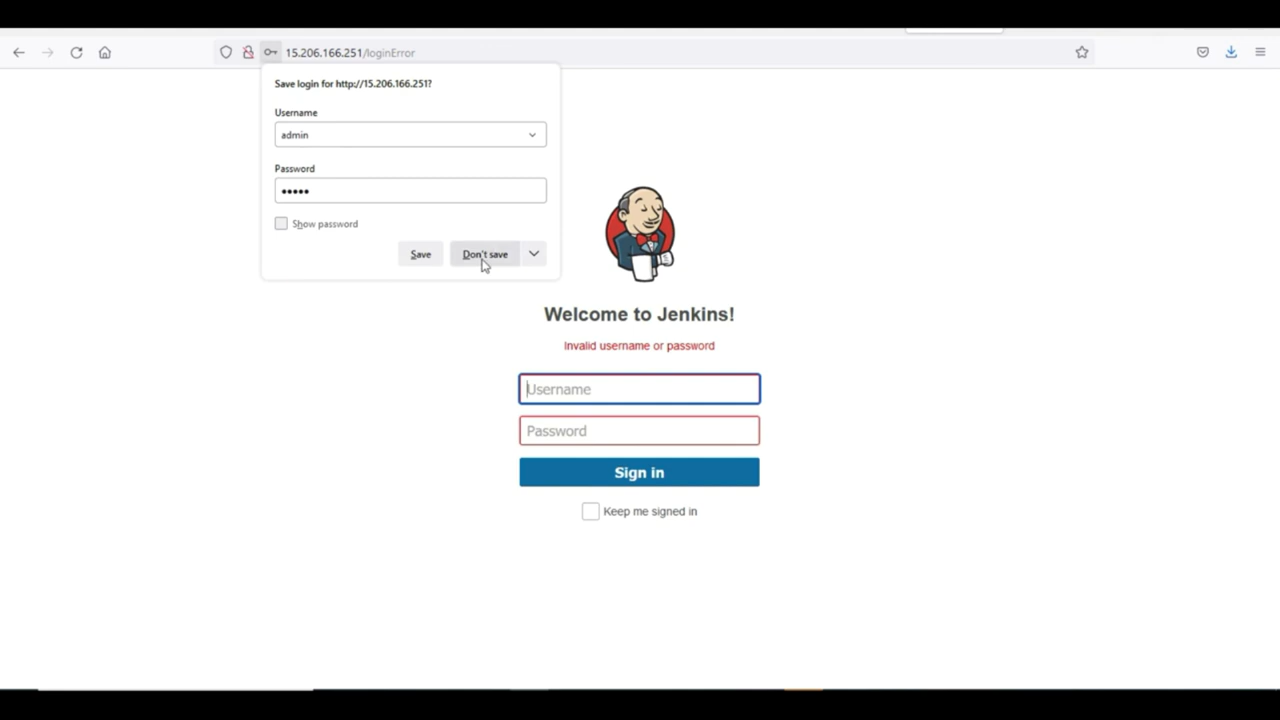 15.206.166.251/loginError
Save login for http://15.206.166.251?
Username
admin
Password
•••••
Show password
Save
Don't save
Welcome to Jenkins!
Invalid username or password
Username
Password
Sign in
Keep me signed in